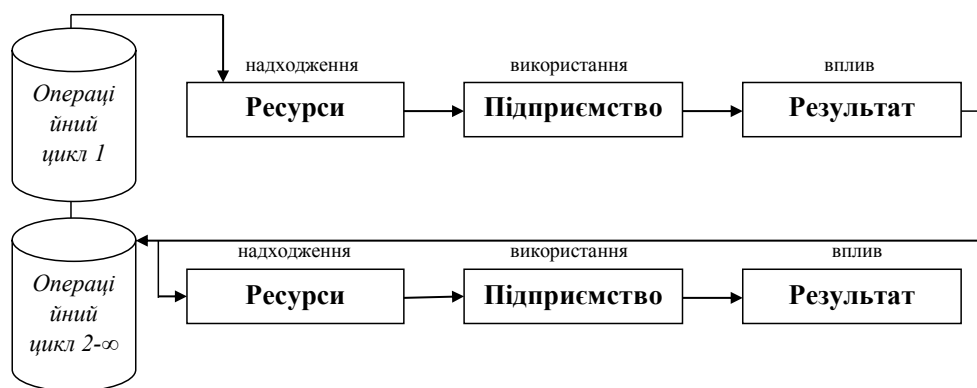 надходження використання вплив
Ресурси Підприємство Результат
Операці
йний
цикл 1
надходження використання вплив
Ресурси Підприємство Результат
Операці
йний
цикл 2-∞